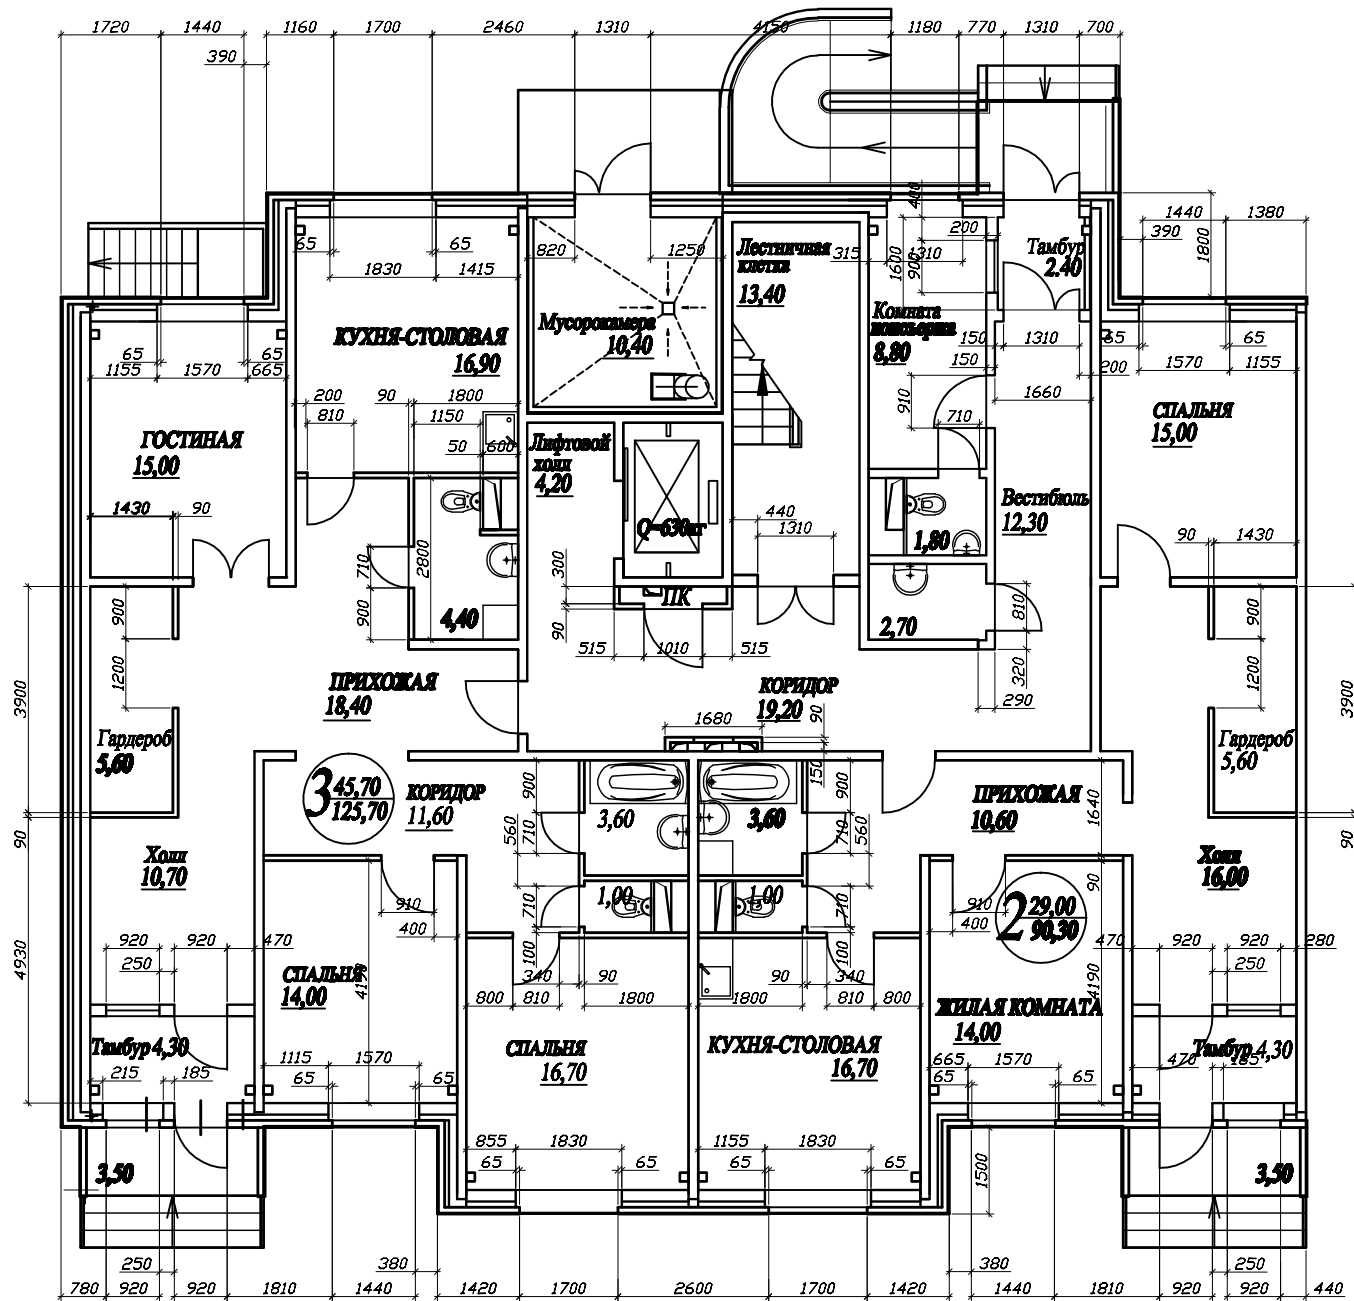 1720 1440 1160 1700 2460 1310 4150 1180 770 1310 700
390
400
1440 1380
390
1800
65 65 820 1250 315 1310 200
1830 1415
1600 900
Лестничная
клетка
13,40
Тамбур
2.40
КУХНЯ-СТОЛОВАЯ
16,90
Мусорокамера
10,40
Комната
консьержа
8,80
65 65
1155 1570 665
150 1310
150 200
65 65
1570 1155
200 90 1800
810 1150
50 600
1660
910 710
ГОСТИНАЯ
15,00
Лифтовой
холл
4,20
СПАЛЬНЯ
15,00
1430 90
Q=630кг
440
1310
Вестибюль
12,30
1,80
90 1430
710 2800 300
900 90
4,40
ПК
2,70
810
320
900
1200
3900
515 1010 515
900
1200
3900
ПРИХОЖАЯ
18,40
КОРИДОР
19,20
290
1680 90
150
Гардероб
5,60
Гардероб
5,60
3 45,70
125,70
КОРИДОР
11,60
900
560 710
3,60
3,60
900
710 560
ПРИХОЖАЯ
10,60
1640
90 90
Холл
10,70
Холл
16,00
910
400
4190
710
100
1,00
1,00
710
100
910
400
90
2 29,00
90,30
4190
4930
920 920 470
250
470 920 920 280
250
СПАЛЬНЯ
14,00
340 90
800 810 1800
90 340
1800 810 800
ЖИЛАЯ КОМНАТА
14,00
Тамбур 4,30
215 185
1115 1570
65 65
СПАЛЬНЯ
16,70
КУХНЯ-СТОЛОВАЯ
16,70
665 1570
65 65
Тамбур 4,30
470 185
855 1830
65 65
1155 1830
65 65
1500
3,50
3,50
250 380 380 250
780 920 920 1810 1440 1420 1700 2600 1700 1420 1440 1810 920 920 440